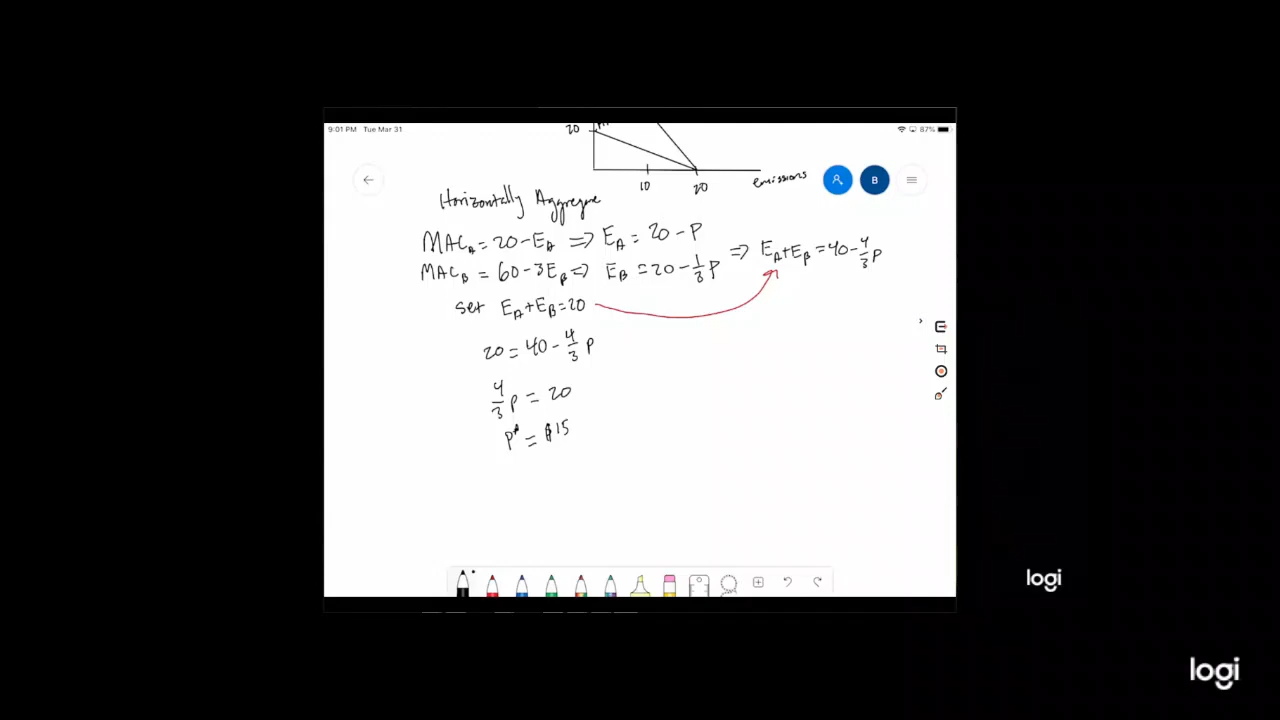 9:01 PM Tue Mar 31
87%
20
10
20
emissions
B
Horizontally Aggregate
MAC_A = 20 - E_A ⇒ E_A = 20 - P
MAC_B = 60 - 3E_B ⇒ E_B = 20 - 1/3 P
⇒ E_A + E_B = 40 - 4/3 P
set E_A + E_B = 20
20 = 40 - 4/3 P
4/3 P = 20
P* = $15
logi
logi